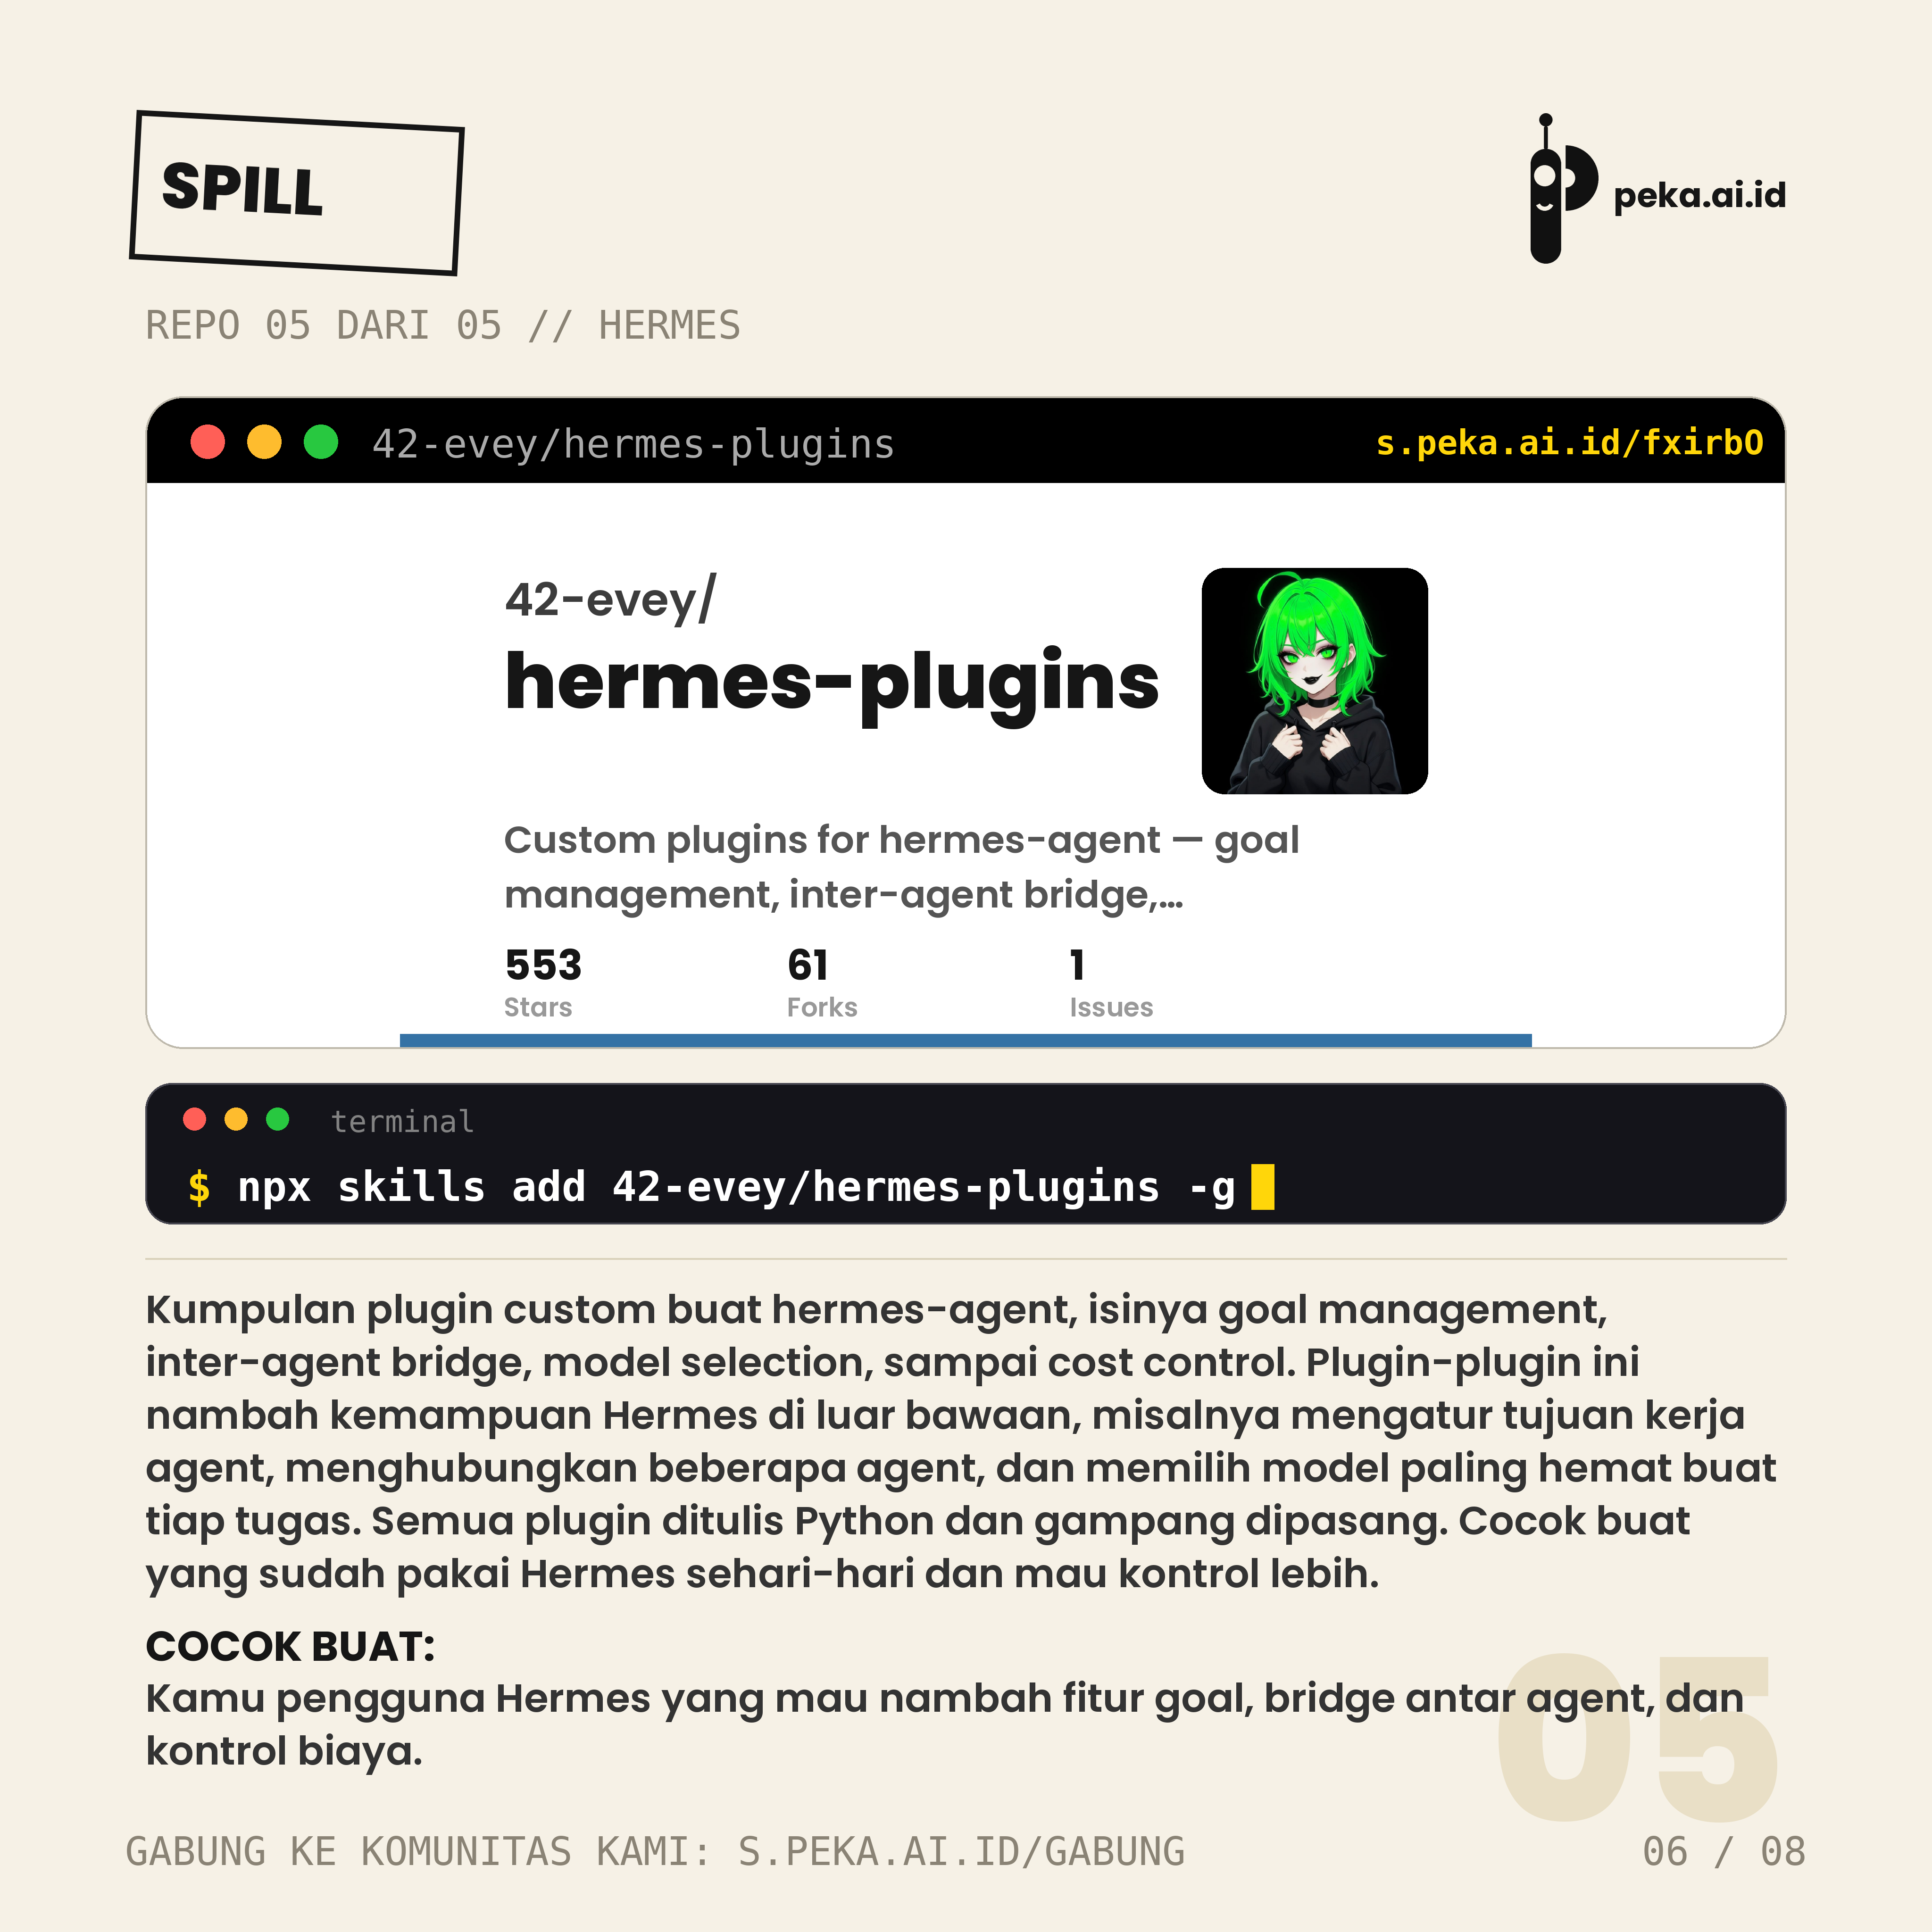 SPILL
peka.ai.id
REPO 05 DARI 05 // HERMES
42-evey/hermes-plugins
s.peka.ai.id/fxirbO
42-evey/
hermes-plugins
Custom plugins for hermes-agent — goal
management, inter-agent bridge,...
553 61 1
Stars Forks Issues
terminal
$ npx skills add 42-evey/hermes-plugins -g
Kumpulan plugin custom buat hermes-agent, isinya goal management,
inter-agent bridge, model selection, sampai cost control. Plugin-plugin ini
nambah kemampuan Hermes di luar bawaan, misalnya mengatur tujuan kerja
agent, menghubungkan beberapa agent, dan memilih model paling hemat buat
tiap tugas. Semua plugin ditulis Python dan gampang dipasang. Cocok buat
yang sudah pakai Hermes sehari-hari dan mau kontrol lebih.
COCOK BUAT:
Kamu pengguna Hermes yang mau nambah fitur goal, bridge antar agent, dan
kontrol biaya.
05
GABUNG KE KOMUNITAS KAMI: S.PEKA.AI.ID/GABUNG
06 / 08